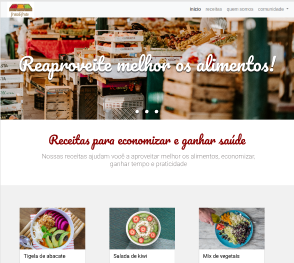 início receitas quem somos comunidade
Reaproveite melhor os alimentos!
Receitas para economizar e ganhar saúde
Nossas receitas ajudam você a aproveitar melhor os alimentos, economizar,
ganhar tempo e praticidade
Tigela de abacate
Salada de kiwi
Mix de vegetais